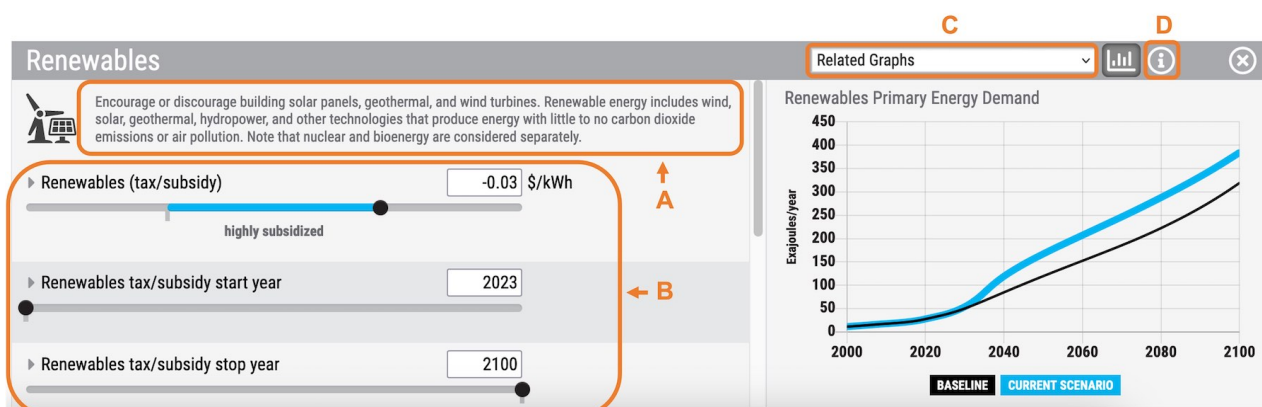 C
D
Renewables
Related Graphs
Encourage or discourage building solar panels, geothermal, and wind turbines. Renewable energy includes wind,
solar, geothermal, hydropower, and other technologies that produce energy with little to no carbon dioxide
emissions or air pollution. Note that nuclear and bioenergy are considered separately.
A
Renewables (tax/subsidy)
-0.03 $/kWh
highly subsidized
Renewables tax/subsidy start year
2023
B
Renewables tax/subsidy stop year
2100
Renewables Primary Energy Demand
Exajoules/year
450
400
350
300
250
200
150
100
50
0
2000 2020 2040 2060 2080 2100
BASELINE CURRENT SCENARIO